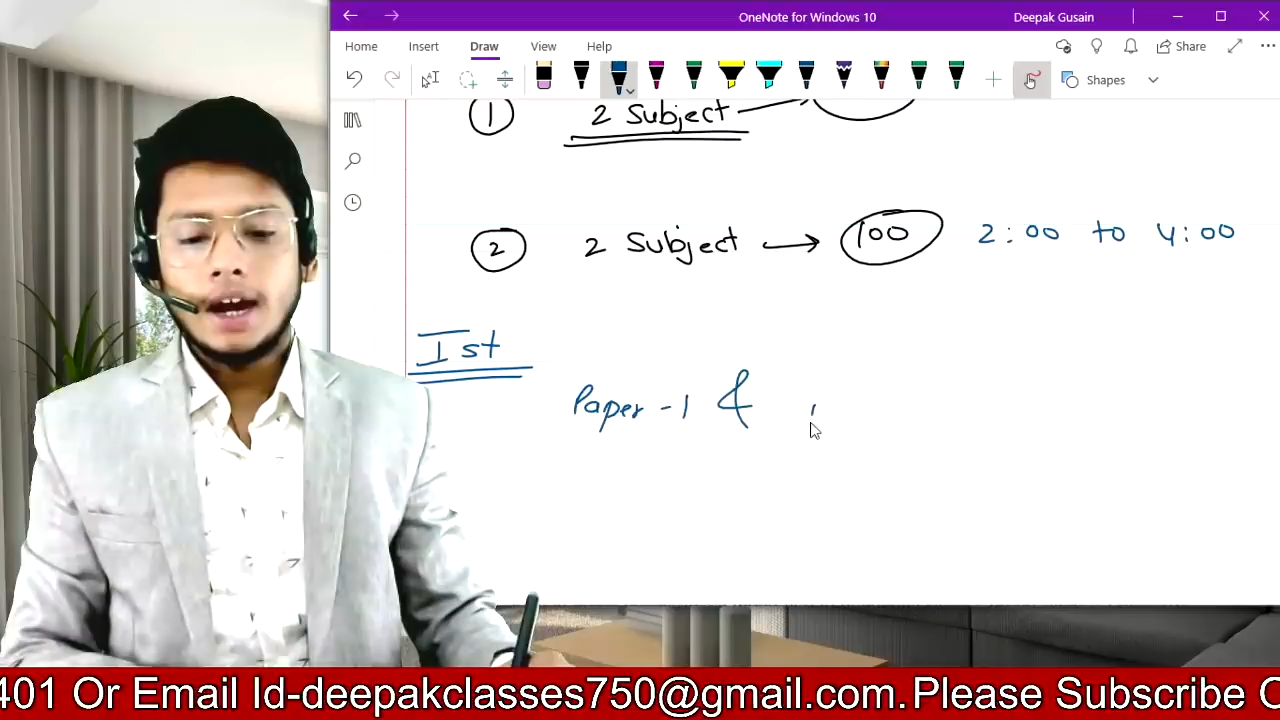 OneNote for Windows 10 Deepak Gusain
Home Insert Draw View Help Share
Shapes
1 2 Subject
2 2 Subject → 100 2:00 to 4:00
Ist
Paper -1 &
401 Or Email Id-deepakclasses750@gmail.com. Please Subscribe